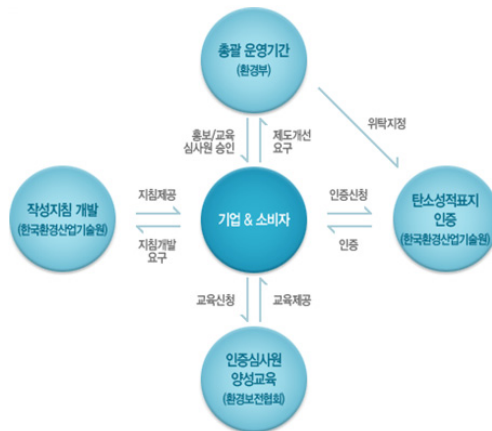 총괄 운영기간
(환경부)
홍보/교육
심사원 승인
제도개선
요구
위탁지정
작성지침 개발
(한국환경산업기술원)
지침제공
지침개발
요구
기업 & 소비자
인증신청
인증
탄소성적표지
인증
(한국환경산업기술원)
교육신청
교육제공
인증심사원
양성교육
(환경보전협회)